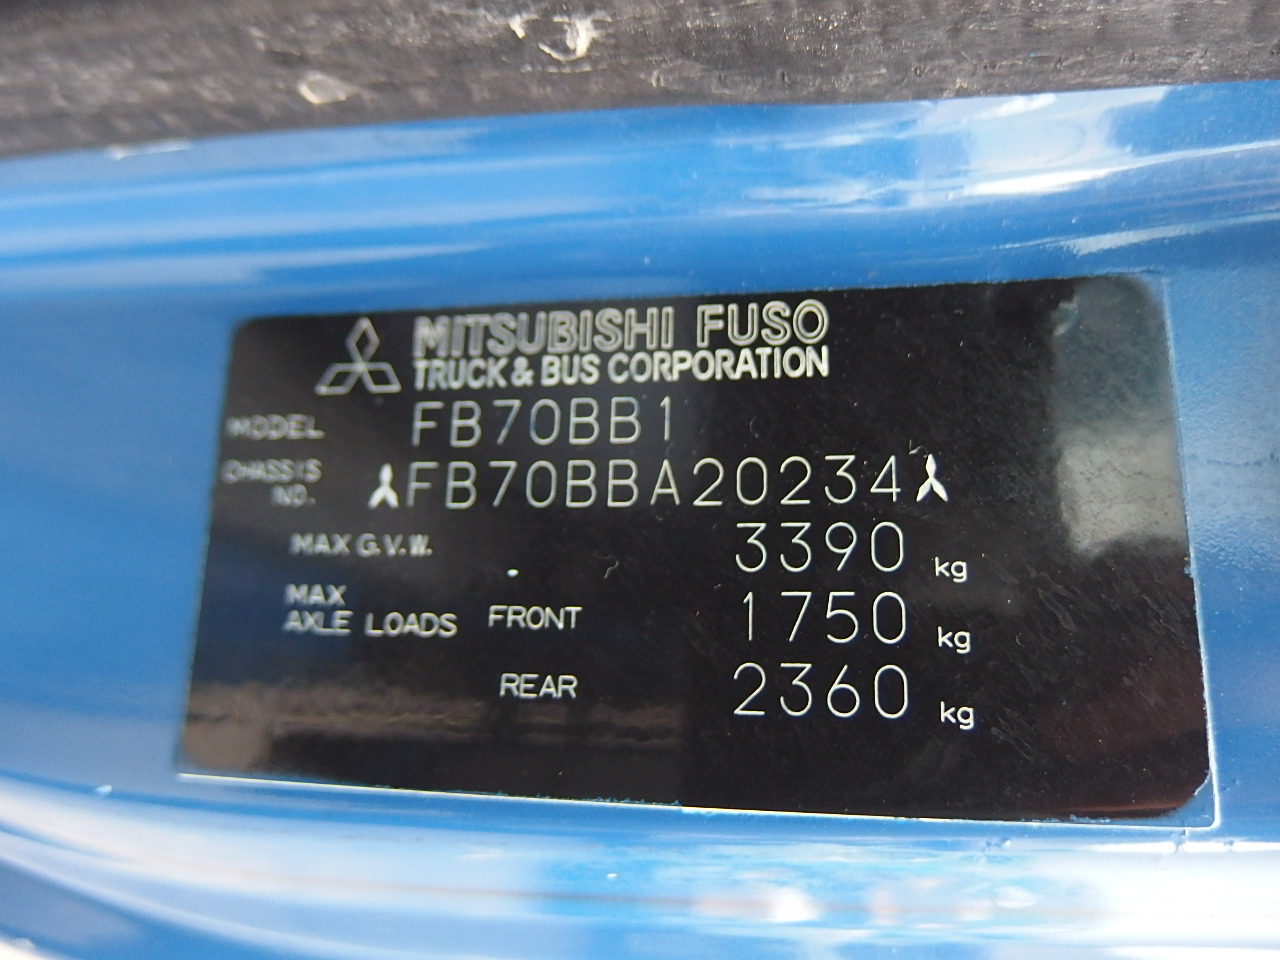 MITSUBISHI FUSO
TRUCK & BUS CORPORATION
MODEL FB70BB1
CHASSIS NO. FB70BBA20234
MAX G.V.W. 3390 kg
MAX AXLE LOADS FRONT 1750 kg
REAR 2360 kg